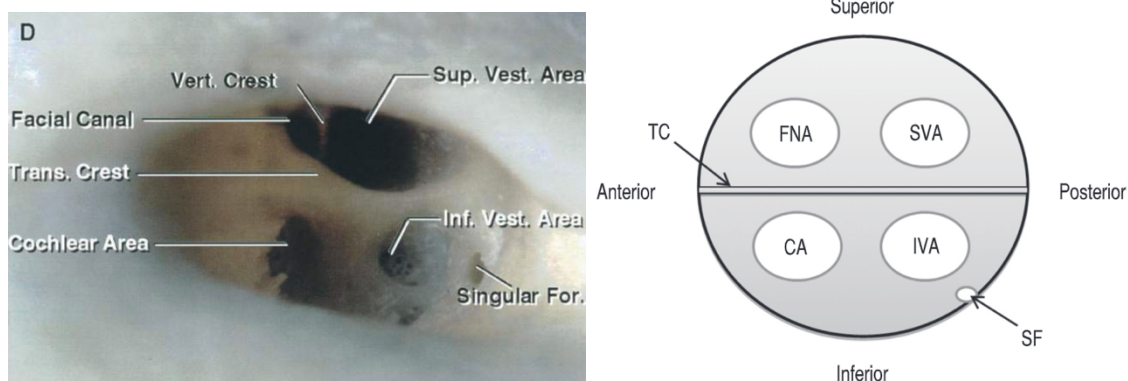 D
Vert. Crest
Sup. Vest. Area
Facial Canal
Trans. Crest
Cochlear Area
Inf. Vest. Area
Singular For.
Superior
FNA
SVA
TC
Anterior
Posterior
CA
IVA
SF
Inferior